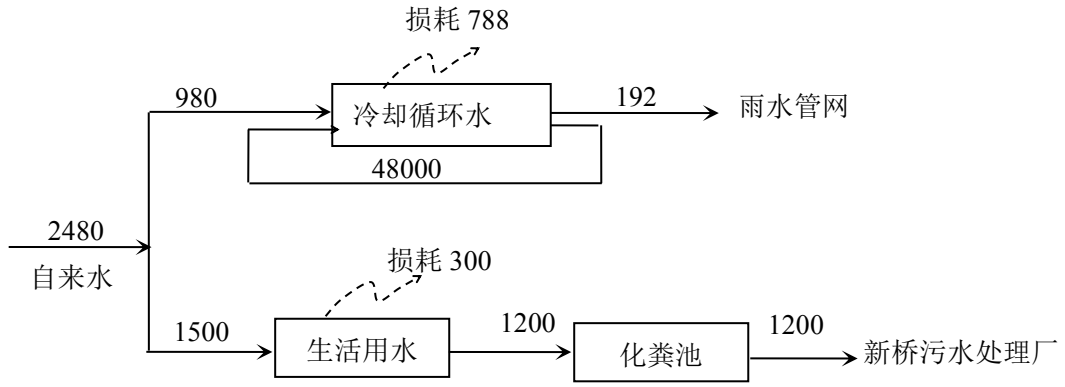 损耗 788
980
冷却循环水
192
雨水管网
48000
2480
自来水
损耗 300
1500
生活用水
1200
化粪池
1200
新桥污水处理厂